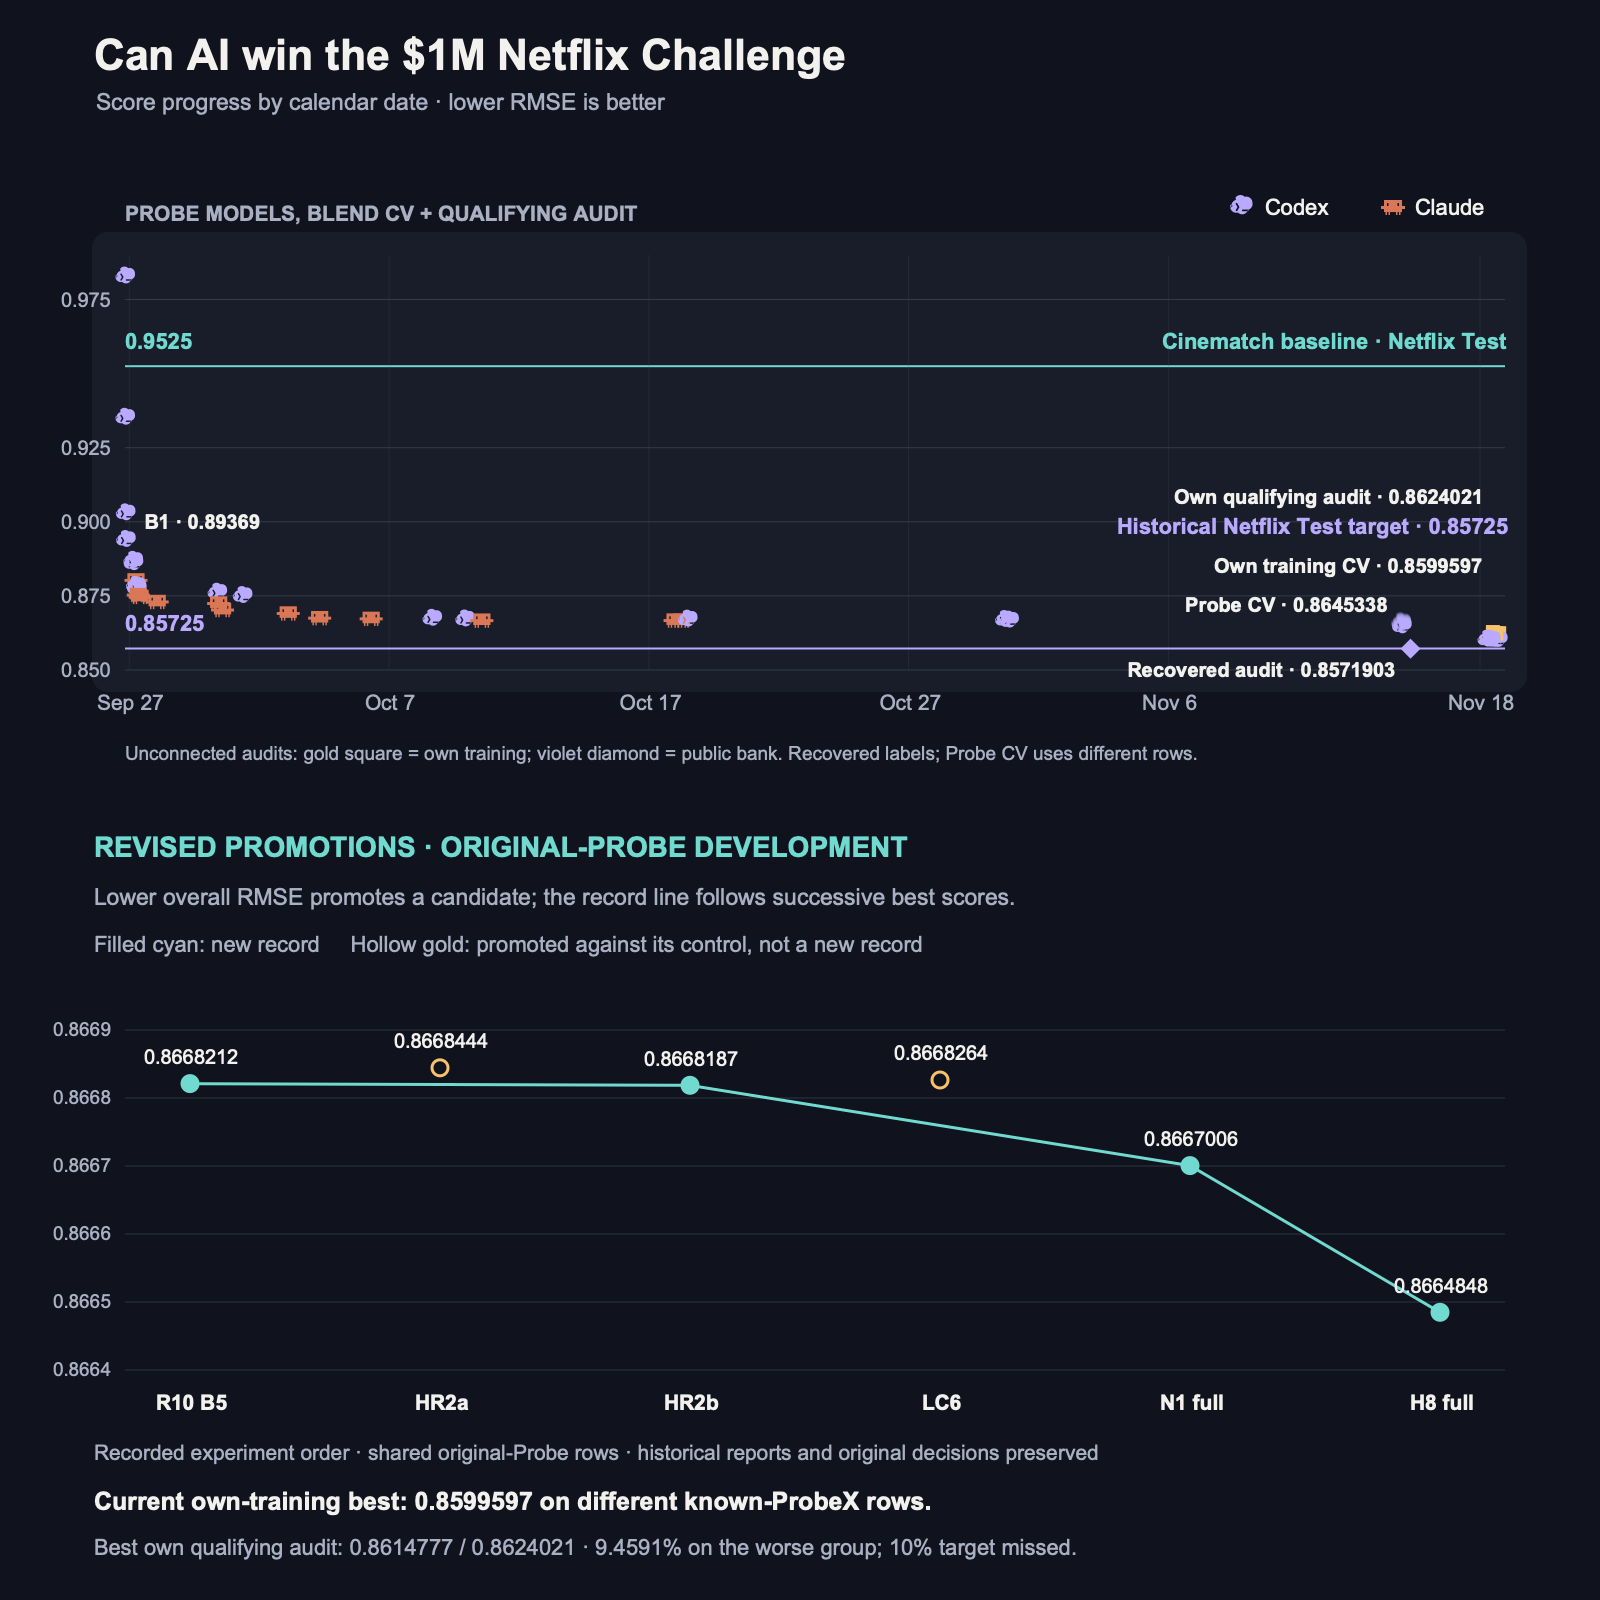 Can AI win the $1M Netflix Challenge
Score progress by calendar date · lower RMSE is better
PROBE MODELS, BLEND CV + QUALIFYING AUDIT
Codex
Claude
0.975
0.9525
Cinematch baseline · Netflix Test
0.925
Own qualifying audit · 0.8624021
0.900
B1 · 0.89369
Historical Netflix Test target · 0.85725
Own training CV · 0.8599597
0.875
Probe CV · 0.8645338
0.85725
0.850
Recovered audit · 0.8571903
Sep 27
Oct 7
Oct 17
Oct 27
Nov 6
Nov 18
Unconnected audits: gold square = own training; violet diamond = public bank. Recovered labels; Probe CV uses different rows.
REVISED PROMOTIONS · ORIGINAL-PROBE DEVELOPMENT
Lower overall RMSE promotes a candidate; the record line follows successive best scores.
Filled cyan: new record
Hollow gold: promoted against its control, not a new record
0.8669
0.8668212
0.8668444
0.8668187
0.8668264
0.8668
0.8667006
0.8667
0.8666
0.8664848
0.8665
0.8664
R10 B5
HR2a
HR2b
LC6
N1 full
H8 full
Recorded experiment order · shared original-Probe rows · historical reports and original decisions preserved
Current own-training best: 0.8599597 on different known-ProbeX rows.
Best own qualifying audit: 0.8614777 / 0.8624021 · 9.4591% on the worse group; 10% target missed.